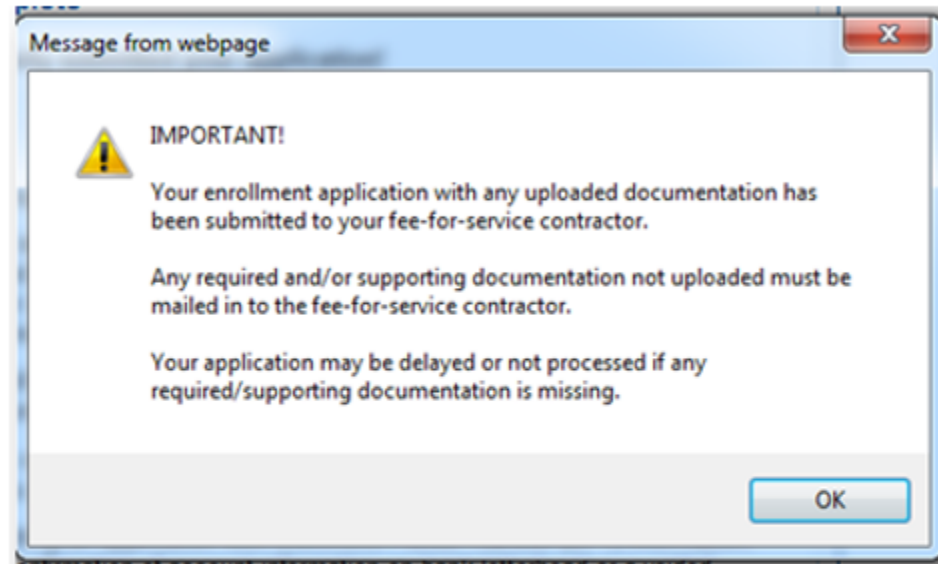 Message from webpage
IMPORTANT!
Your enrollment application with any uploaded documentation has
been submitted to your fee-for-service contractor.
Any required and/or supporting documentation not uploaded must be
mailed in to the fee-for-service contractor.
Your application may be delayed or not processed if any
required/supporting documentation is missing.
OK